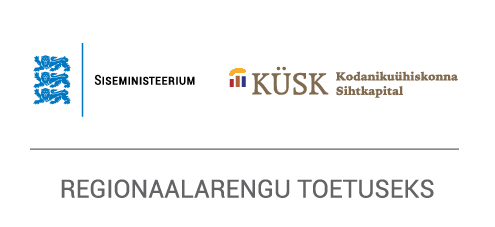 SISEMINISTEERIUM
KÜSK Kodanikuühiskonna
Sihtkapital
REGIONAALARENGU TOETUSEKS